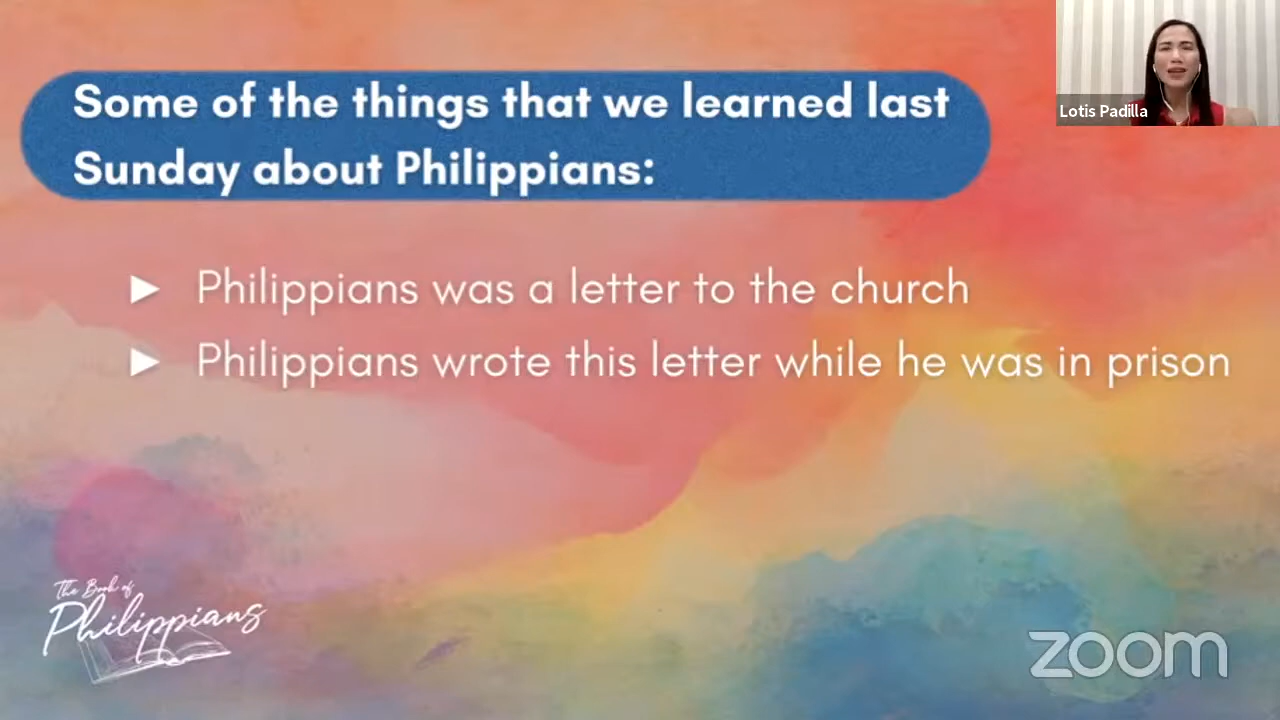 Some of the things that we learned last
Sunday about Philippians:
Lotis Padilla
► Philippians was a letter to the church
► Philippians wrote this letter while he was in prison
The Book of
Philippians
zoom